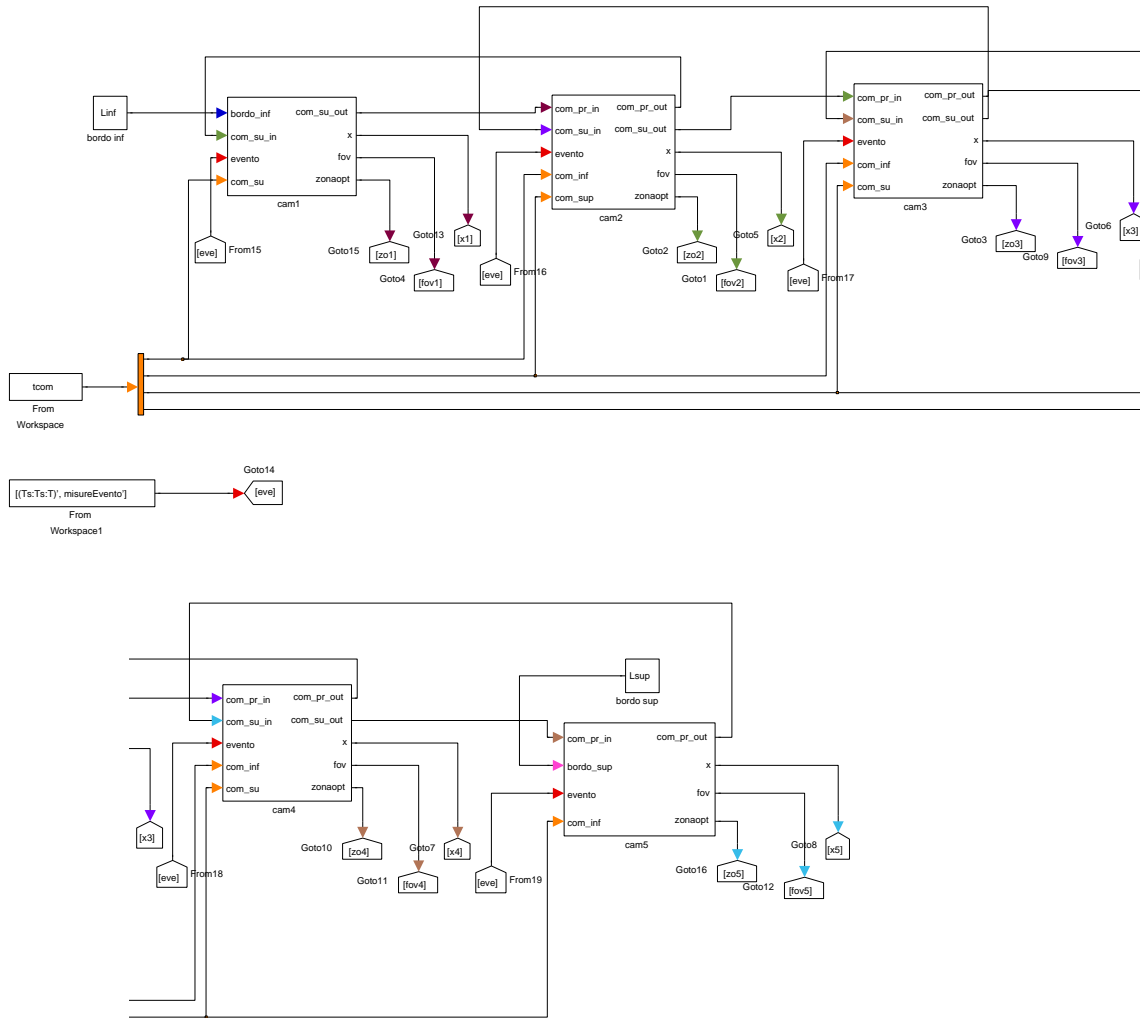 Linf
bordo inf
bordo_inf
com_su_in
evento
com_su
com_su_out
x
fov
zonaopt
cam1
com_pr_in
com_su_in
evento
com_inf
com_sup
com_pr_out
com_su_out
x
fov
zonaopt
cam2
com_pr_in
com_su_in
evento
com_inf
com_su
com_pr_out
com_su_out
x
fov
zonaopt
cam3
[eve]
From15
Goto15
[zo1]
Goto13
[x1]
Goto4
[fov1]
[eve]
From16
Goto2
[zo2]
Goto5
[x2]
Goto1
[fov2]
[eve]
From17
Goto3
[zo3]
Goto6
[x3]
Goto9
[fov3]
tcom
From
Workspace
Goto14
[(Ts:Ts:T)', misureEvento']
[eve]
From
Workspace1
com_pr_in
com_su_in
evento
com_inf
com_su
com_pr_out
com_su_out
x
fov
zonaopt
cam4
Lsup
bordo sup
com_pr_in
bordo_sup
evento
com_inf
com_pr_out
x
fov
zonaopt
cam5
[x3]
[eve]
From18
Goto10
[zo4]
Goto7
[x4]
Goto11
[fov4]
[eve]
From19
Goto16
[zo5]
Goto8
[x5]
Goto12
[fov5]